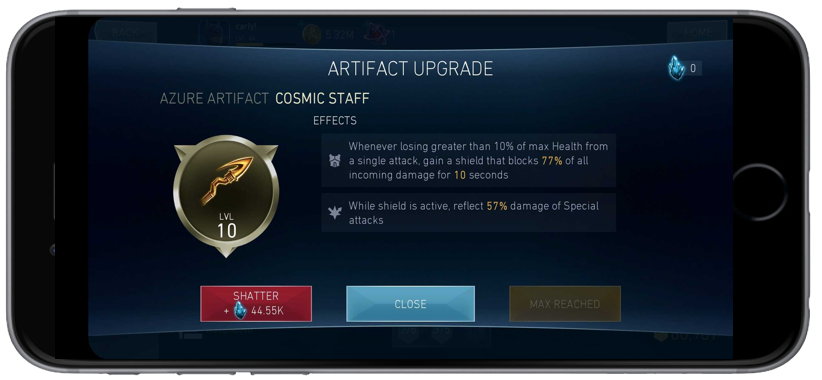 6.32M
ARTIFACT UPGRADE
0
AZURE ARTIFACT COSMIC STAFF
EFFECTS
Whenever losing greater than 10% of max Health from
a single attack, gain a shield that blocks 77% of all
incoming damage for 10 seconds
While shield is active, reflect 57% damage of Special
attacks
LVL
10
SHATTER
+ 44.55K
CLOSE
MAX REACHED